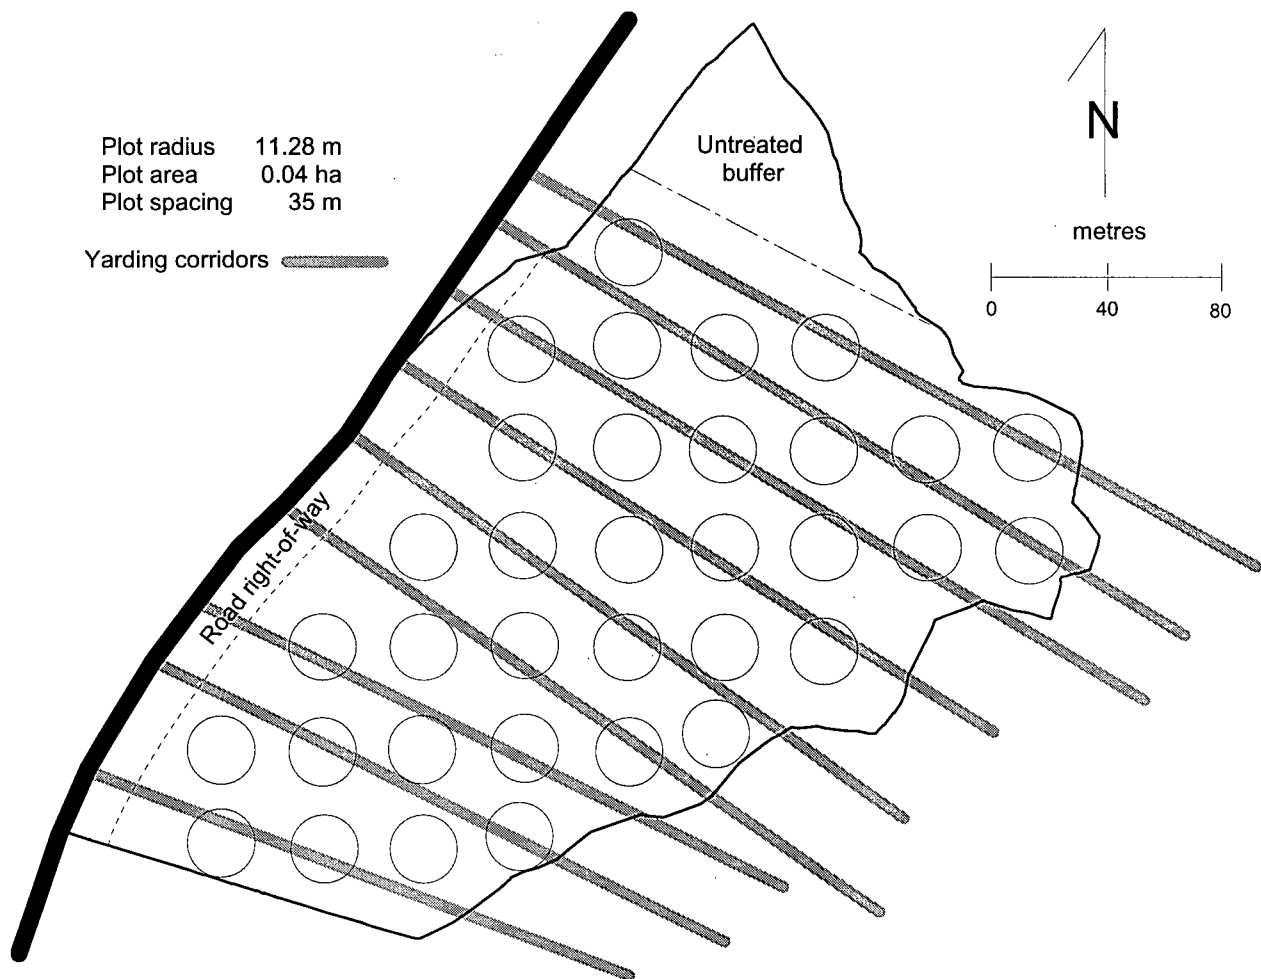 Untreated
buffer
N
Plot radius 11.28 m
Plot area 0.04 ha
Plot spacing 35 m
metres
Yarding corridors
0 40 80
Road right-of-way